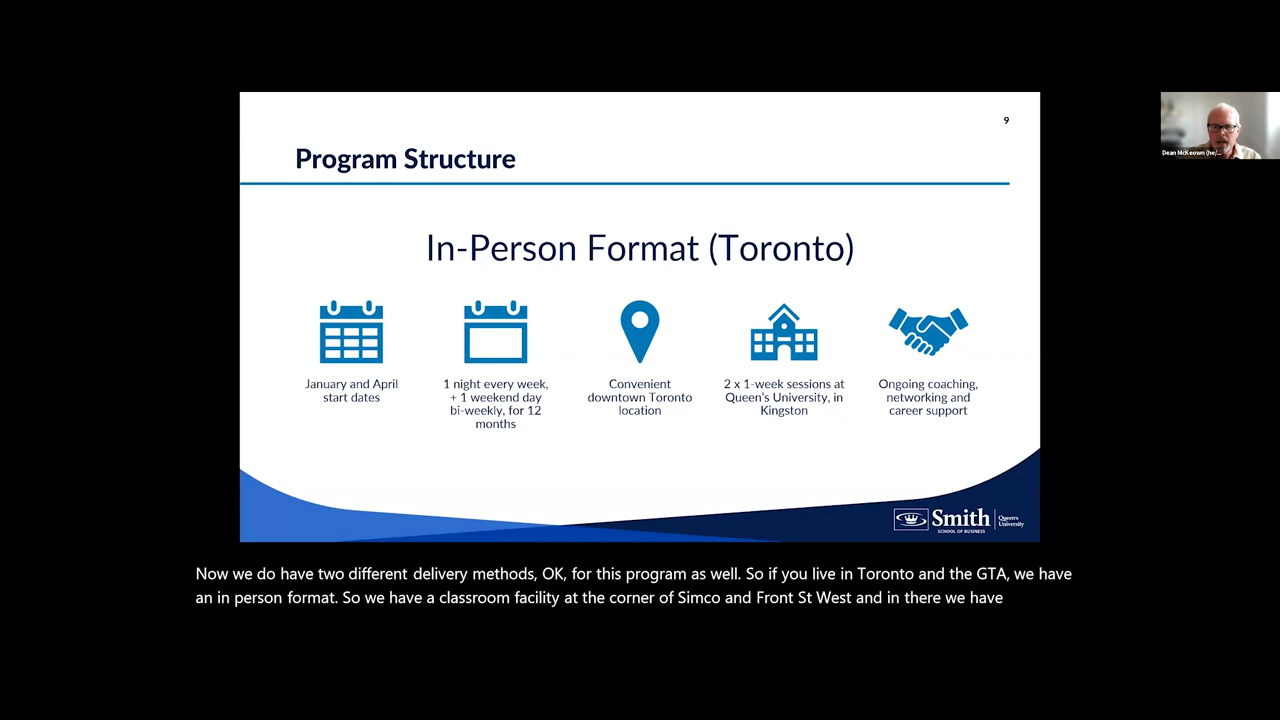 9
Program Structure
In-Person Format (Toronto)
January and April
start dates
1 night every week,
+ 1 weekend day
bi-weekly, for 12
months
Convenient
downtown Toronto
location
2 x 1-week sessions at
Queen's University, in
Kingston
Ongoing coaching,
networking and
career support
Smith
SCHOOL OF BUSINESS
Queen's
University
Dean McKeown (he/...
Now we do have two different delivery methods, OK, for this program as well. So if you live in Toronto and the GTA, we have
an in person format. So we have a classroom facility at the corner of Simco and Front St West and in there we have